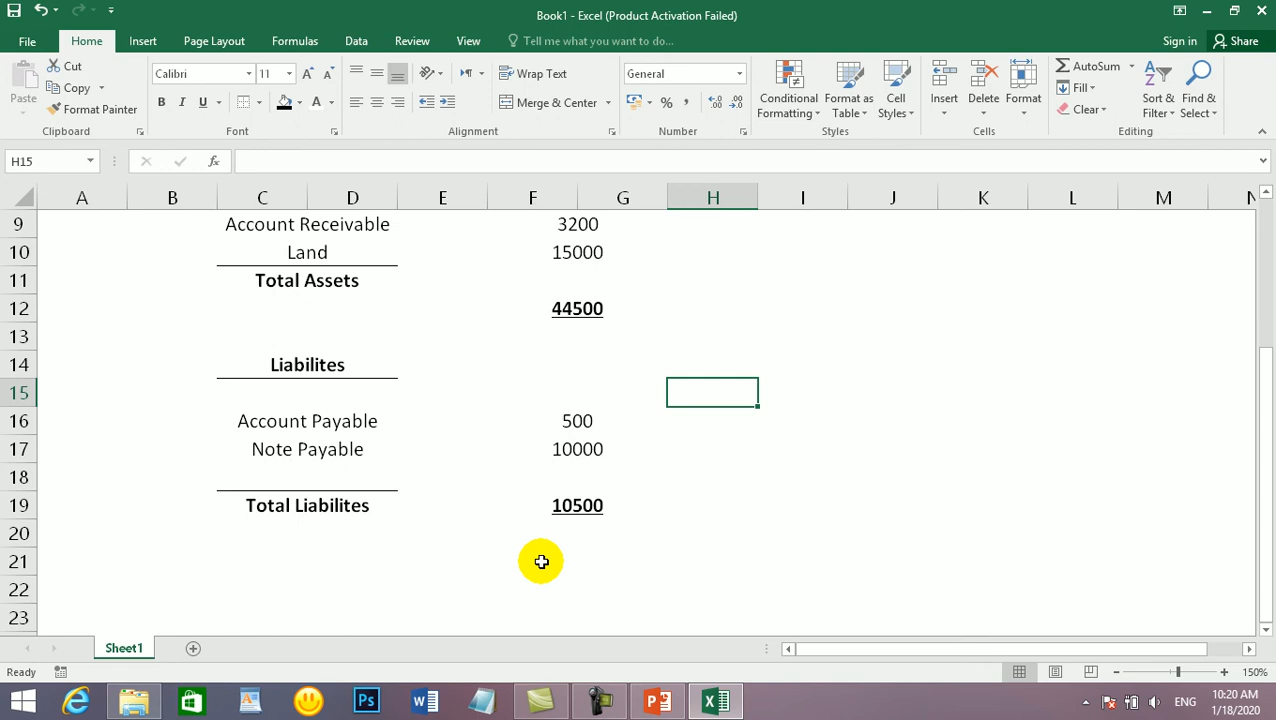 Book1 - Excel (Product Activation Failed)
File Home Insert Page Layout Formulas Data Review View Tell me what you want to do... Sign in Share
Paste Cut Copy Format Painter Clipboard
Calibri 11 A A B I U A Font
Wrap Text Merge & Center Alignment
General % , Number
Conditional Formatting Format as Table Cell Styles Styles
Insert Delete Format Cells
AutoSum Fill Clear Sort & Filter Find & Select Editing
H15 fx
A B C D E F G H I J K L M N
9 Account Receivable 3200
10 Land 15000
11 Total Assets
12 44500
13
14 Liabilites
15
16 Account Payable 500
17 Note Payable 10000
18
19 Total Liabilites 10500
20
21
22
23
Sheet1
Ready 150%
ENG 10:20 AM
1/18/2020